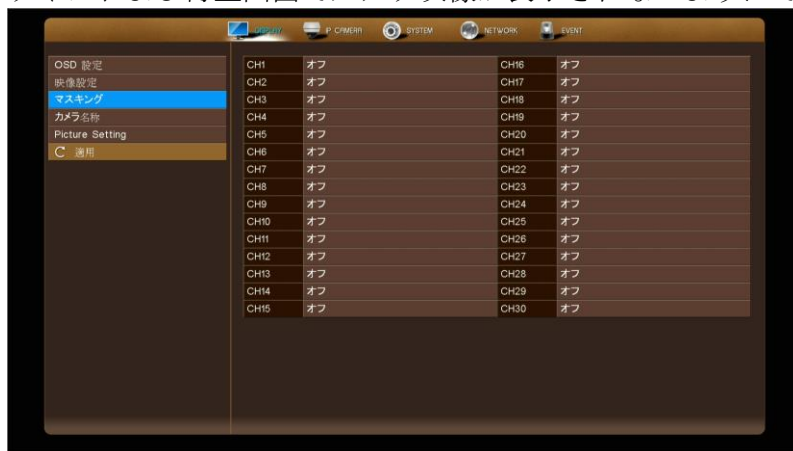 DISPLAY IP CAMERA SYSTEM NETWORK EVENT
OSD 設定
映像設定
マスキング
カメラ名称
Picture Setting
適用
CH1 オフ CH16 オフ
CH2 オフ CH17 オフ
CH3 オフ CH18 オフ
CH4 オフ CH19 オフ
CH5 オフ CH20 オフ
CH6 オフ CH21 オフ
CH7 オフ CH22 オフ
CH8 オフ CH23 オフ
CH9 オフ CH24 オフ
CH10 オフ CH25 オフ
CH11 オフ CH26 オフ
CH12 オフ CH27 オフ
CH13 オフ CH28 オフ
CH14 オフ CH29 オフ
CH15 オフ CH30 オフ